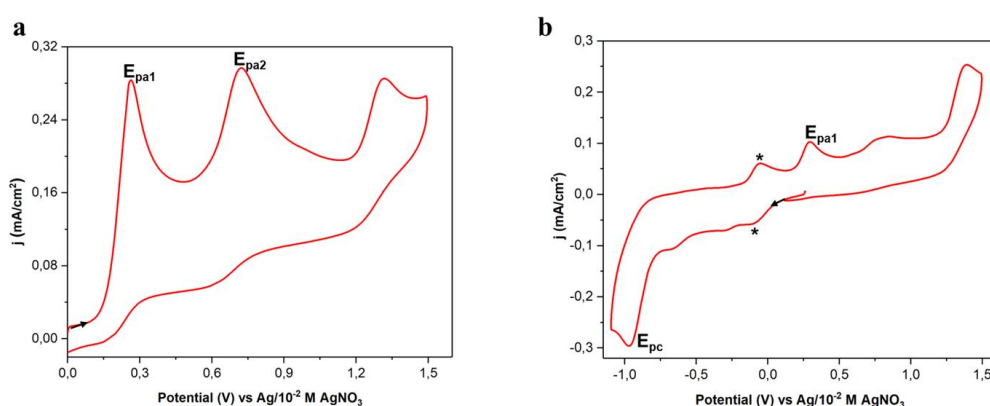 a
0,32
0,24
0,16
0,08
0,00
j (mA/cm²)
Epa1
Epa2
0,0 0,3 0,6 0,9 1,2 1,5
Potential (V) vs Ag/10⁻² M AgNO₃
b
0,3
0,2
0,1
0,0
-0,1
-0,2
-0,3
j (mA/cm²)
*
Epa1
*
Epc
-1,0 -0,5 0,0 0,5 1,0 1,5
Potential (V) vs Ag/10⁻² M AgNO₃